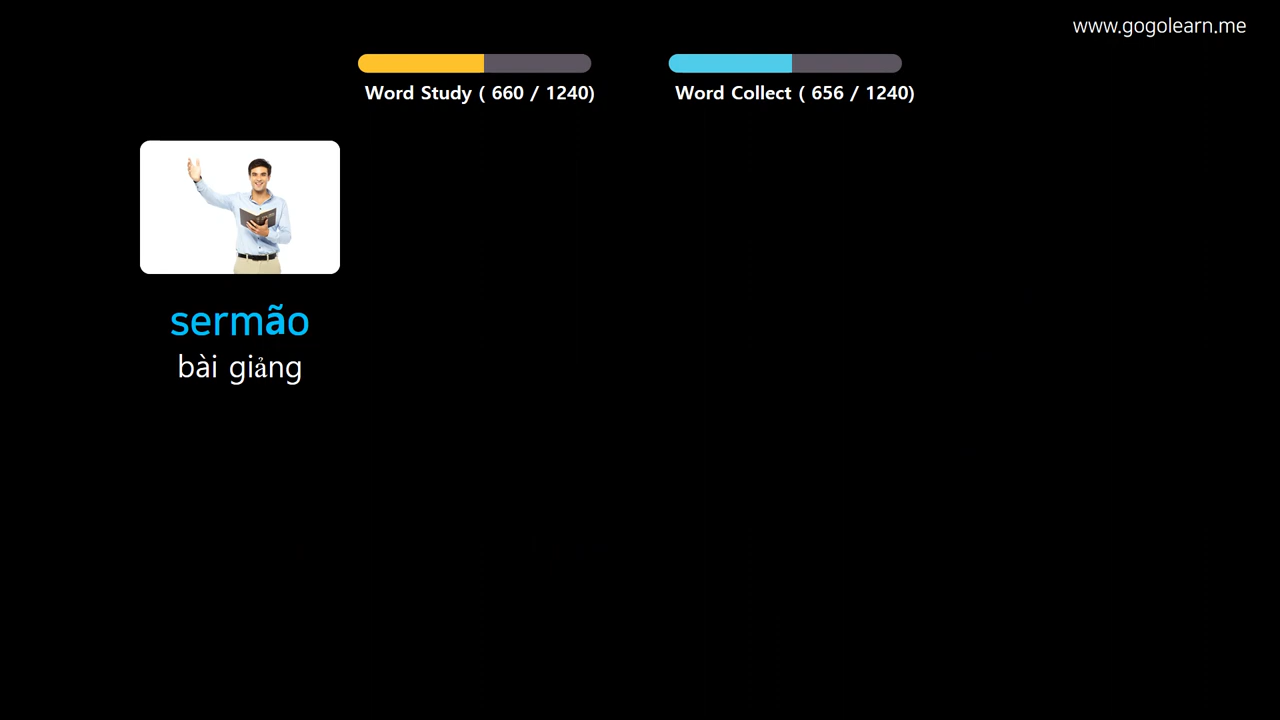 www.gogolearn.me
Word Study ( 660 / 1240)
Word Collect ( 656 / 1240)
sermão
bài giảng